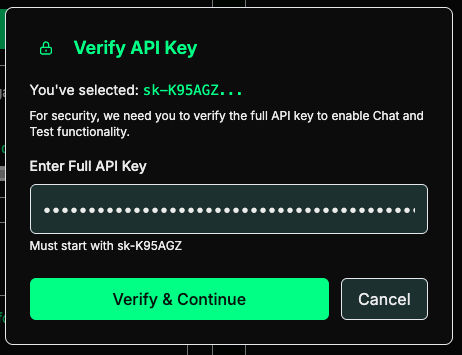 Verify API Key
You've selected: sk-K95AGZ...
For security, we need you to verify the full API key to enable Chat and
Test functionality.
Enter Full API Key
••••••••••••••••••••••••••••••••••••••••••
Must start with sk-K95AGZ
Verify & Continue
Cancel